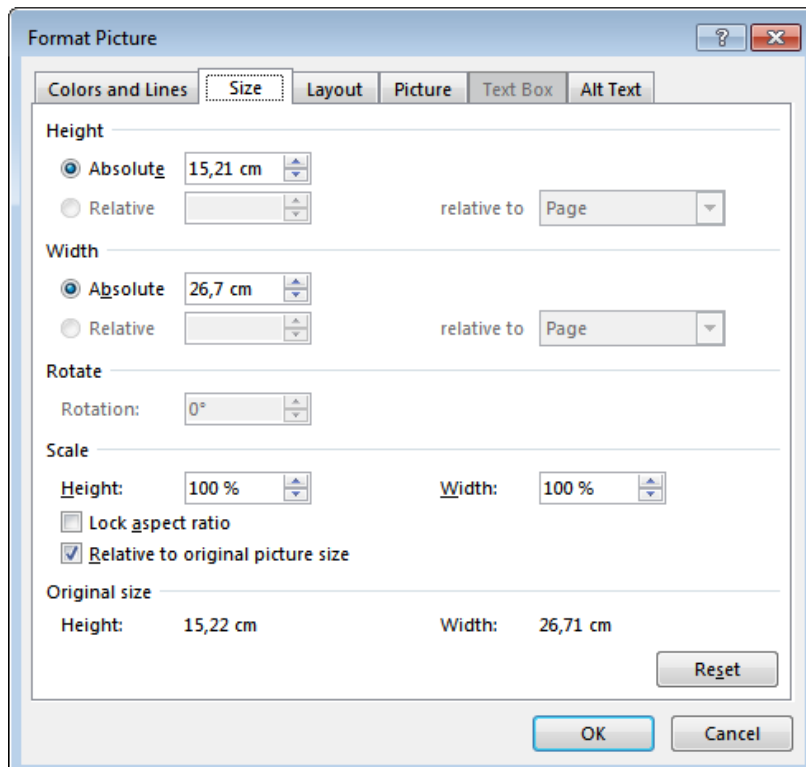 Format Picture
?
Colors and Lines Size Layout Picture Text Box Alt Text
Height
Absolute 15,21 cm
Relative relative to Page
Width
Absolute 26,7 cm
Relative relative to Page
Rotate
Rotation: 0°
Scale
Height: 100 % Width: 100 %
Lock aspect ratio
Relative to original picture size
Original size
Height: 15,22 cm Width: 26,71 cm
Reset
OK Cancel